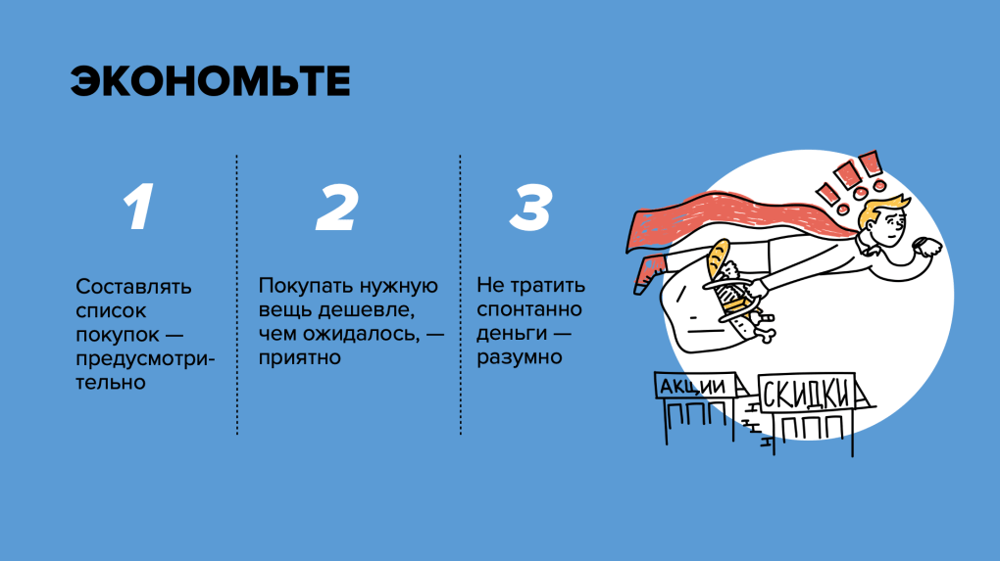 ЭКОНОМЬТЕ
1
Составлять
список
покупок —
предусмотри-
тельно
2
Покупать нужную
вещь дешевле,
чем ожидалось, —
приятно
3
Не тратить
спонтанно
деньги —
разумно
АКЦИИ
СКИДКИ